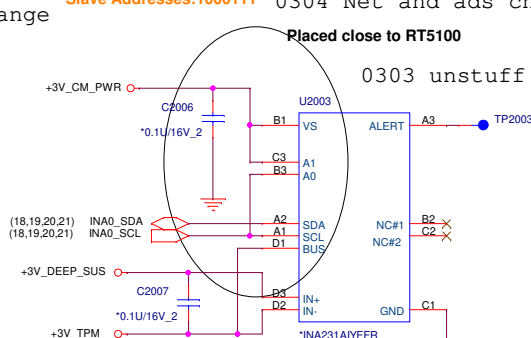 ange
Slave Addresses:1000111
0304 Net and ads ch
Placed close to RT5100
0303 unstuff
+3V_CM_PWR
C2006
*0.1U/16V_2
U2003
B1 VS
ALERT A3
TP2003
C3 A1
B3 A0
(18,19,20,21) INA0_SDA
A2 SDA
NC#1 B2
(18,19,20,21) INA0_SCL
A1 SCL
NC#2 C2
D1 BUS
+3V_DEEP_SUS
C2007
*0.1U/16V_2
D3 IN+
D2 IN-
GND C1
+3V_TPM
*INA231AIYFFR